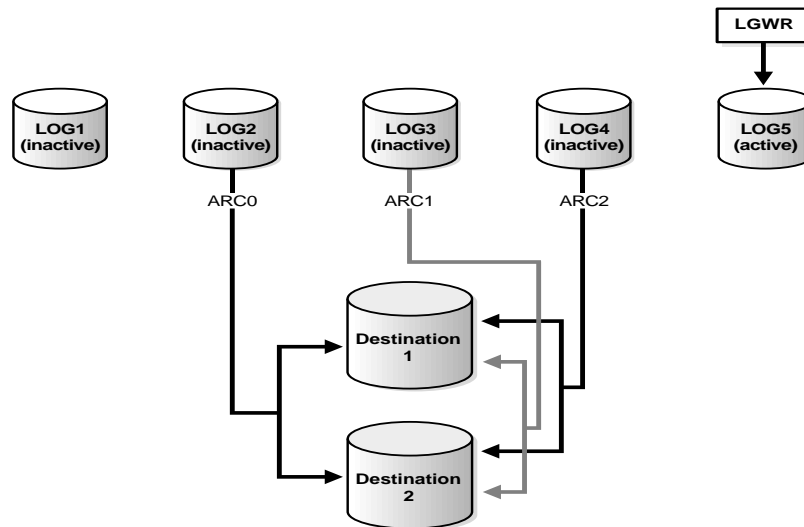 LGWR
LOG1
(inactive)
LOG2
(inactive)
LOG3
(inactive)
LOG4
(inactive)
LOG5
(active)
ARC0
ARC1
ARC2
Destination
1
Destination
2